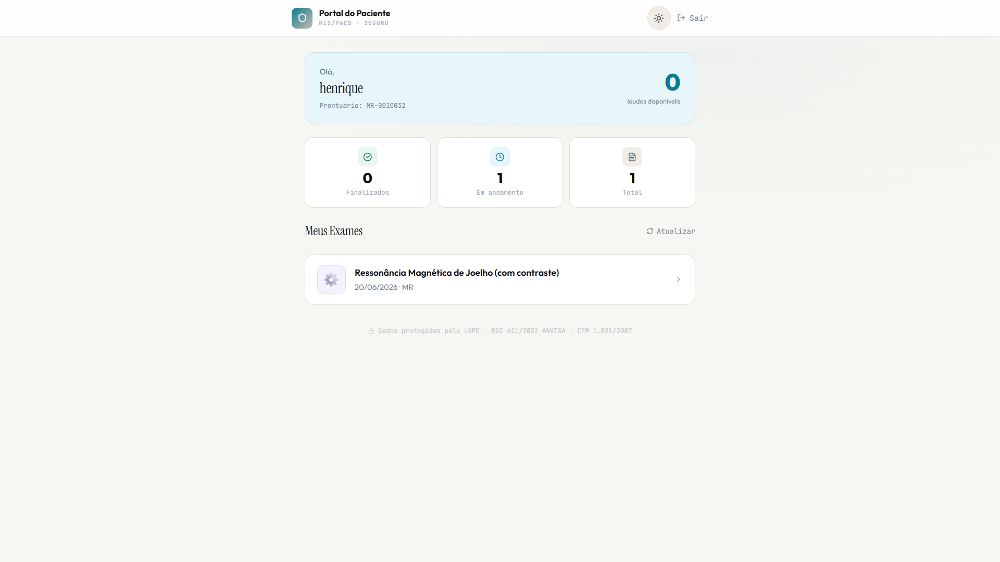 Portal do Paciente
RIS/PACS · SEGURO
Sair
Olá,
henrique
Prontuário: MR-0010032
0
laudos disponívelis
0
Finalizados
1
Em andamento
1
Total
Meus Exames
Atualizar
Ressonância Magnética de Joelho (com contraste)
20/06/2026 · MR
Dados protegidos pela LGPD · RDC 611/2022 ANVISA · CFM 1.821/2007